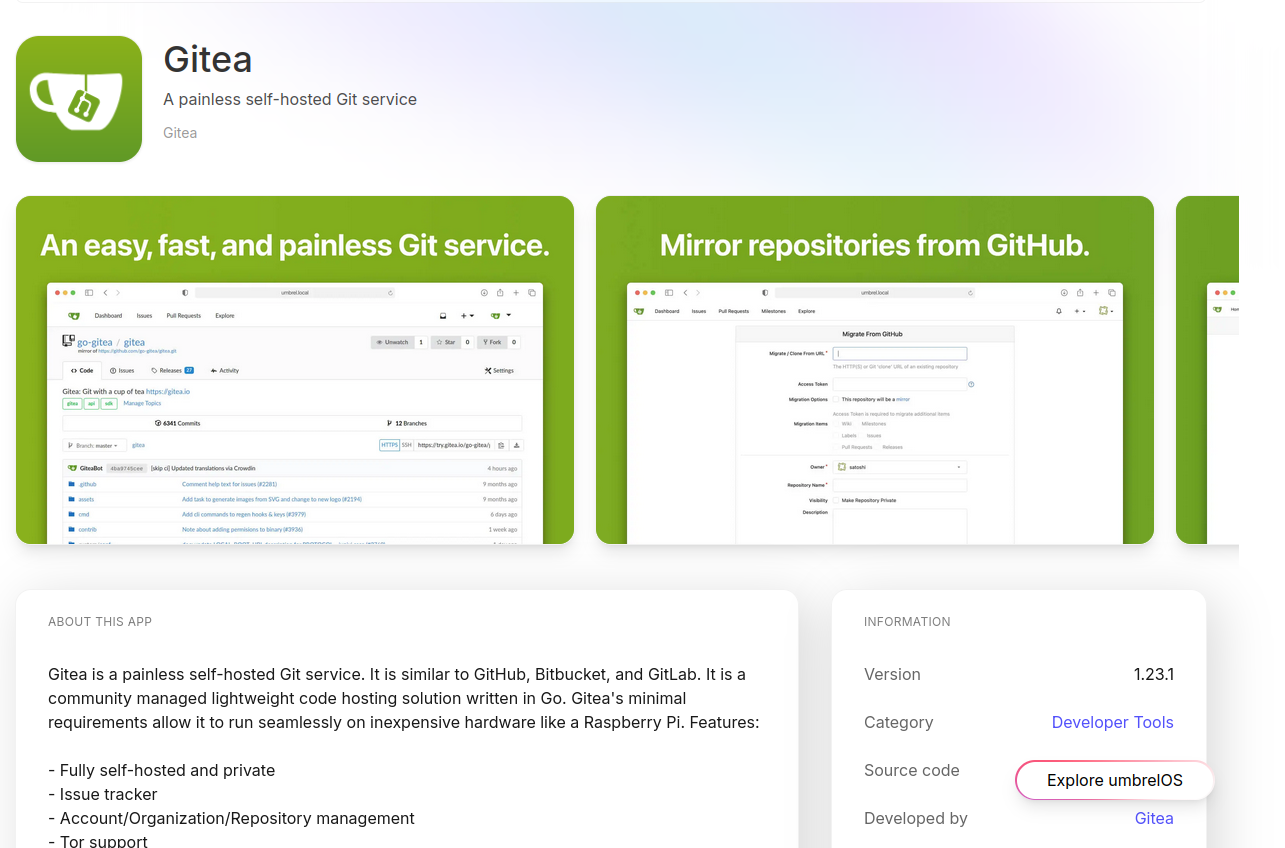 Gitea
A painless self-hosted Git service
Gitea
An easy, fast, and painless Git service.
umbrel.local
Dashboard Issues Pull Requests Explore
go-gitea / gitea
mirror of https://github.com/go-gitea/gitea.git
Unwatch 1 Star 0 Fork 0
Code Issues Releases 27 Activity Settings
Gitea: Git with a cup of tea https://gitea.io
gitea api sdk Manage Topics
6341 Commits 12 Branches
Branch: master gitea HTTPS SSH https://try.gitea.io/go-gitea/g
GiteaBot [skip ci] Updated translations via Crowdin 4 hours ago
.github Comment help text for issues (#2281) 9 months ago
assets Add task to generate images from SVG and change to new logo (#2194) 9 months ago
cmd Add cli commands to regen hooks & keys (#3979) 6 days ago
contrib Note about adding permisions to binary (#3936) 1 week ago
Mirror repositories from GitHub.
umbrel.local
Dashboard Issues Pull Requests Milestones Explore
Migrate From GitHub
Migrate / Clone From URL *
The HTTP(S) or Git 'clone' URL of an existing repository
Access Token
Migration Options This repository will be a mirror
Access Token is required to migrate additional items
Migration Items Wiki Milestones
Labels Issues
Pull Requests Releases
Owner * satoshi
Repository Name *
Visibility Make Repository Private
Description
ABOUT THIS APP
Gitea is a painless self-hosted Git service. It is similar to GitHub, Bitbucket, and GitLab. It is a
community managed lightweight code hosting solution written in Go. Gitea's minimal
requirements allow it to run seamlessly on inexpensive hardware like a Raspberry Pi. Features:
- Fully self-hosted and private
- Issue tracker
- Account/Organization/Repository management
- Tor support
INFORMATION
Version 1.23.1
Category Developer Tools
Source code
Explore umbrelOS
Developed by Gitea